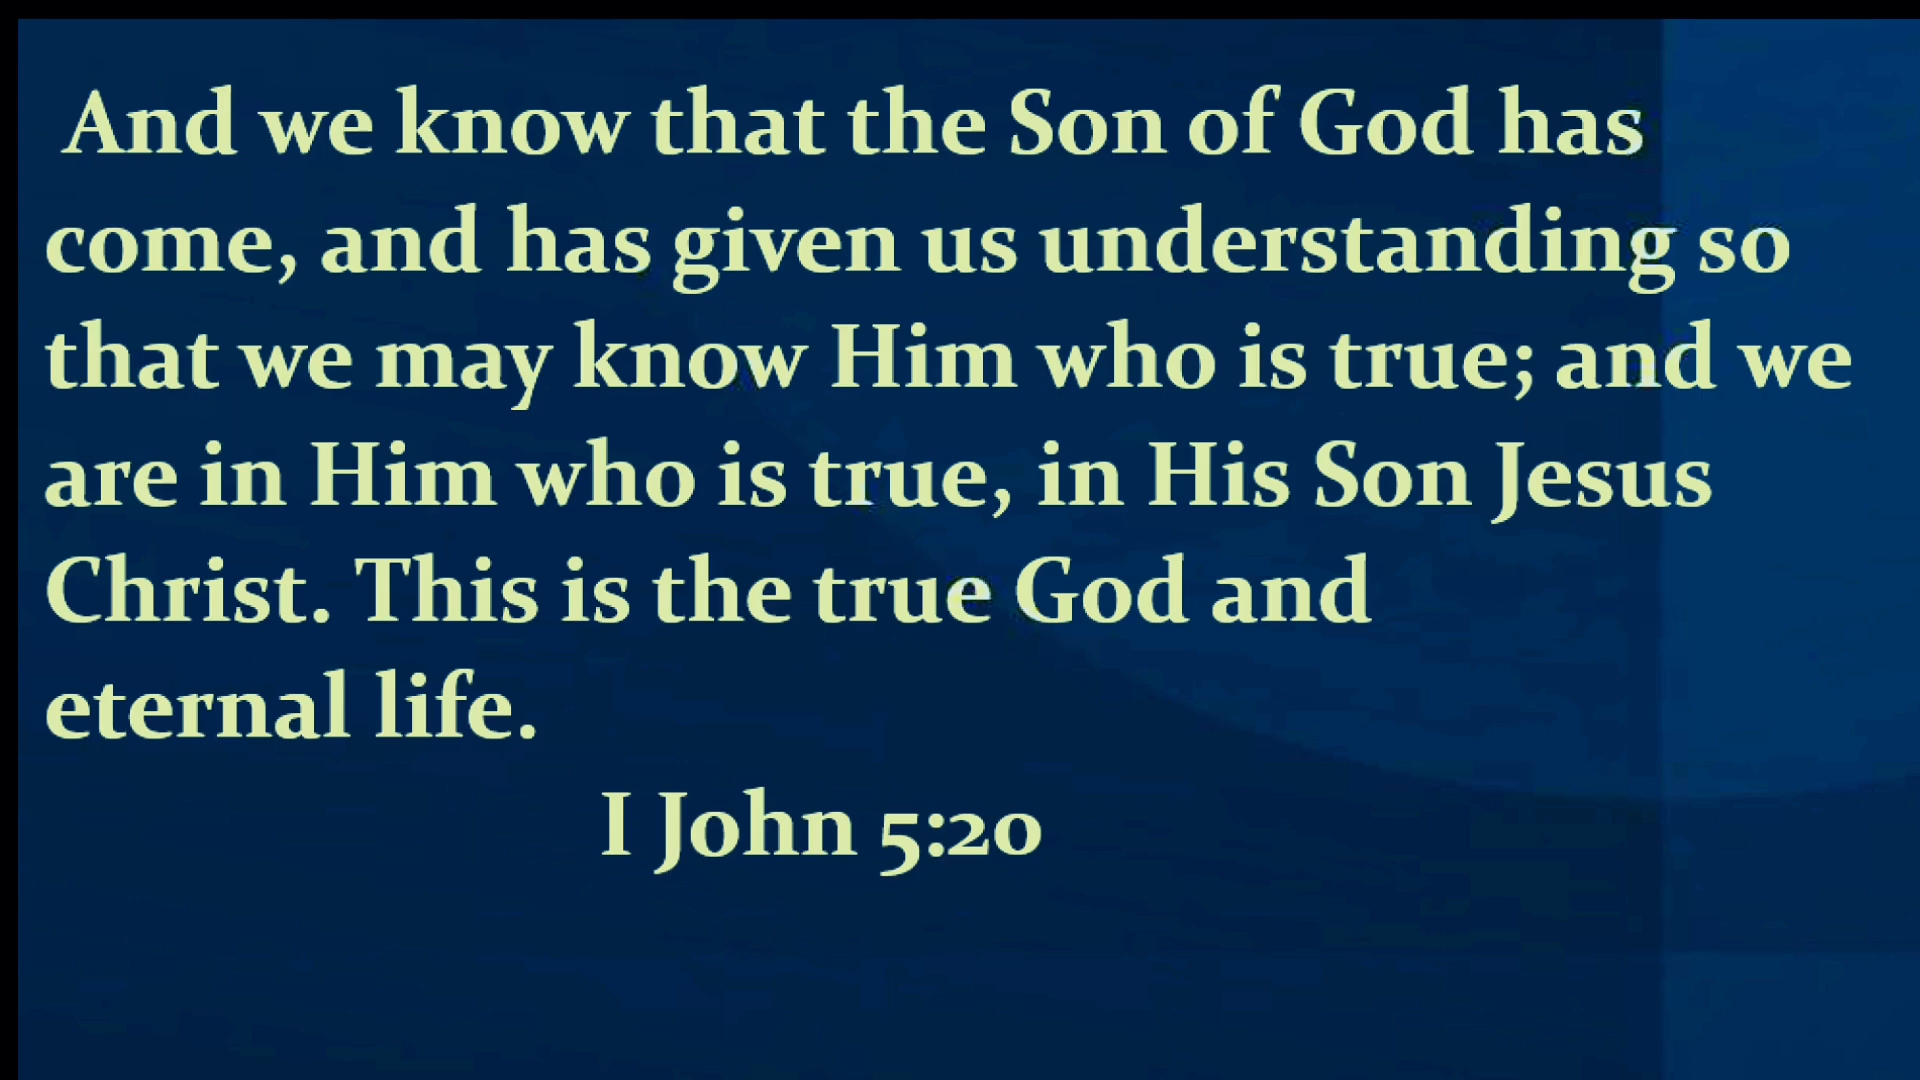 And we know that the Son of God has
come, and has given us understanding so
that we may know Him who is true; and we
are in Him who is true, in His Son Jesus
Christ. This is the true God and
eternal life.
I John 5:20